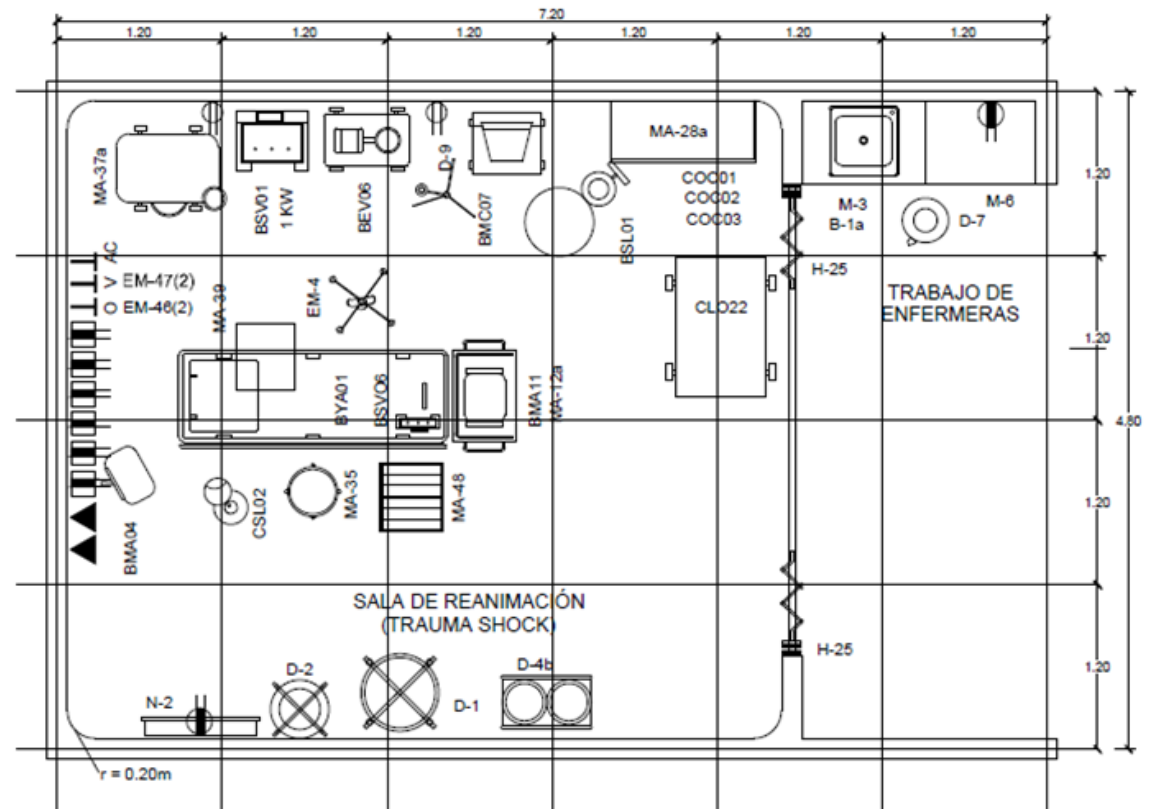 7.20
1.20
1.20
1.20
1.20
1.20
1.20
MA-37a
BSV01
1 KW
BEV06
D-9
BMC07
MA-28a
COC01
COC02
COC03
BSL01
M-3
B-1a
D-7
M-6
1.20
H-25
AC
V EM-47(2)
O EM-46(2)
MA-39
EM-4
CLO22
TRABAJO DE
ENFERMERAS
1.20
BYA01
BSVO6
BMA11
MA-12a
4.80
BMA04
CSL02
MA-35
MA-48
1.20
SALA DE REANIMACIÓN
(TRAUMA SHOCK)
H-25
1.20
N-2
D-2
D-1
D-4b
r = 0.20m